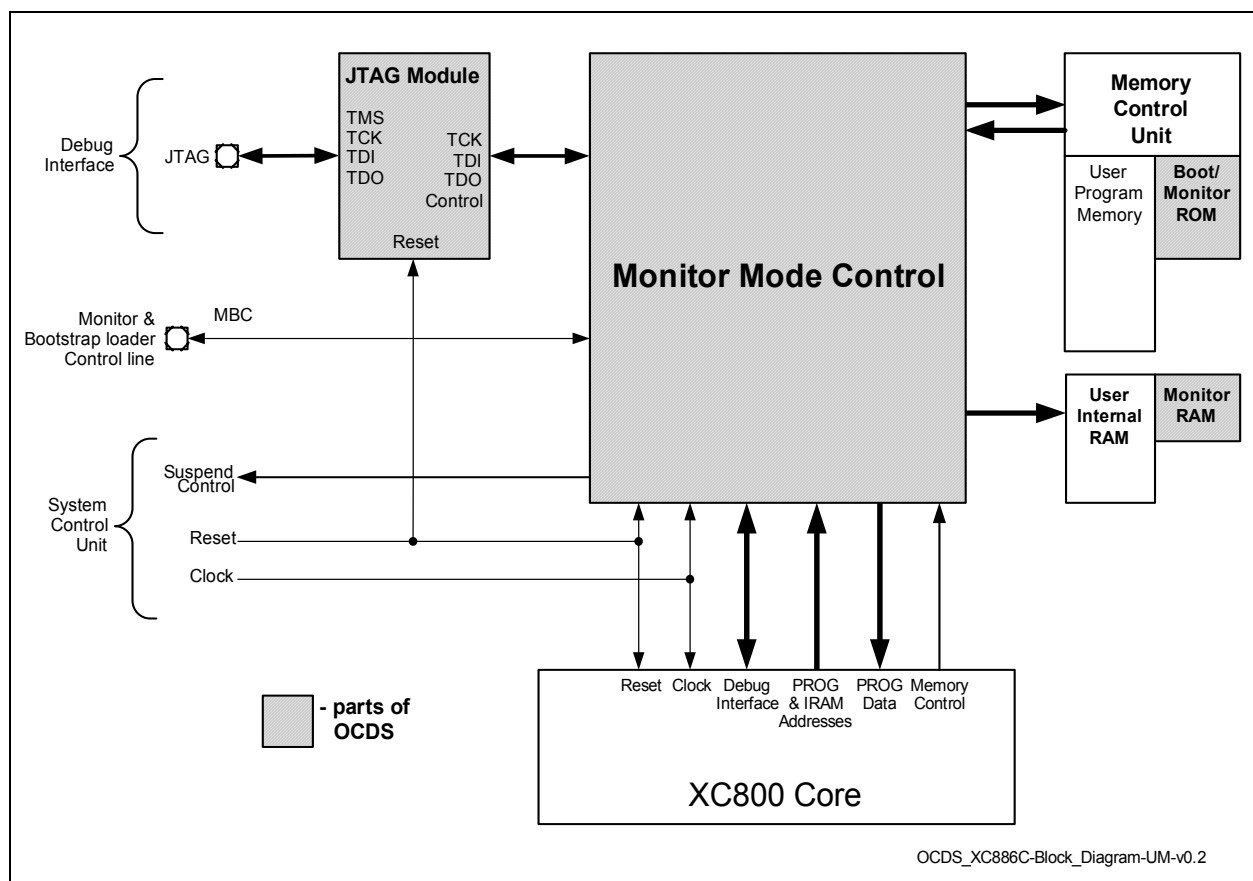 JTAG Module
TMS
TCK
TDI
TDO
TCK
TDI
TDO
Control
Reset
Debug
Interface
JTAG
Monitor &
Bootstrap loader
Control line
MBC
Monitor Mode Control
Memory
Control
Unit
User
Program
Memory
Boot/
Monitor
ROM
User
Internal
RAM
Monitor
RAM
System
Control
Unit
Suspend
Control
Reset
Clock
Reset
Clock
Debug
Interface
PROG
& IRAM
Addresses
PROG
Data
Memory
Control
XC800 Core
- parts of
OCDS
OCDS_XC886C-Block_Diagram-UM-v0.2